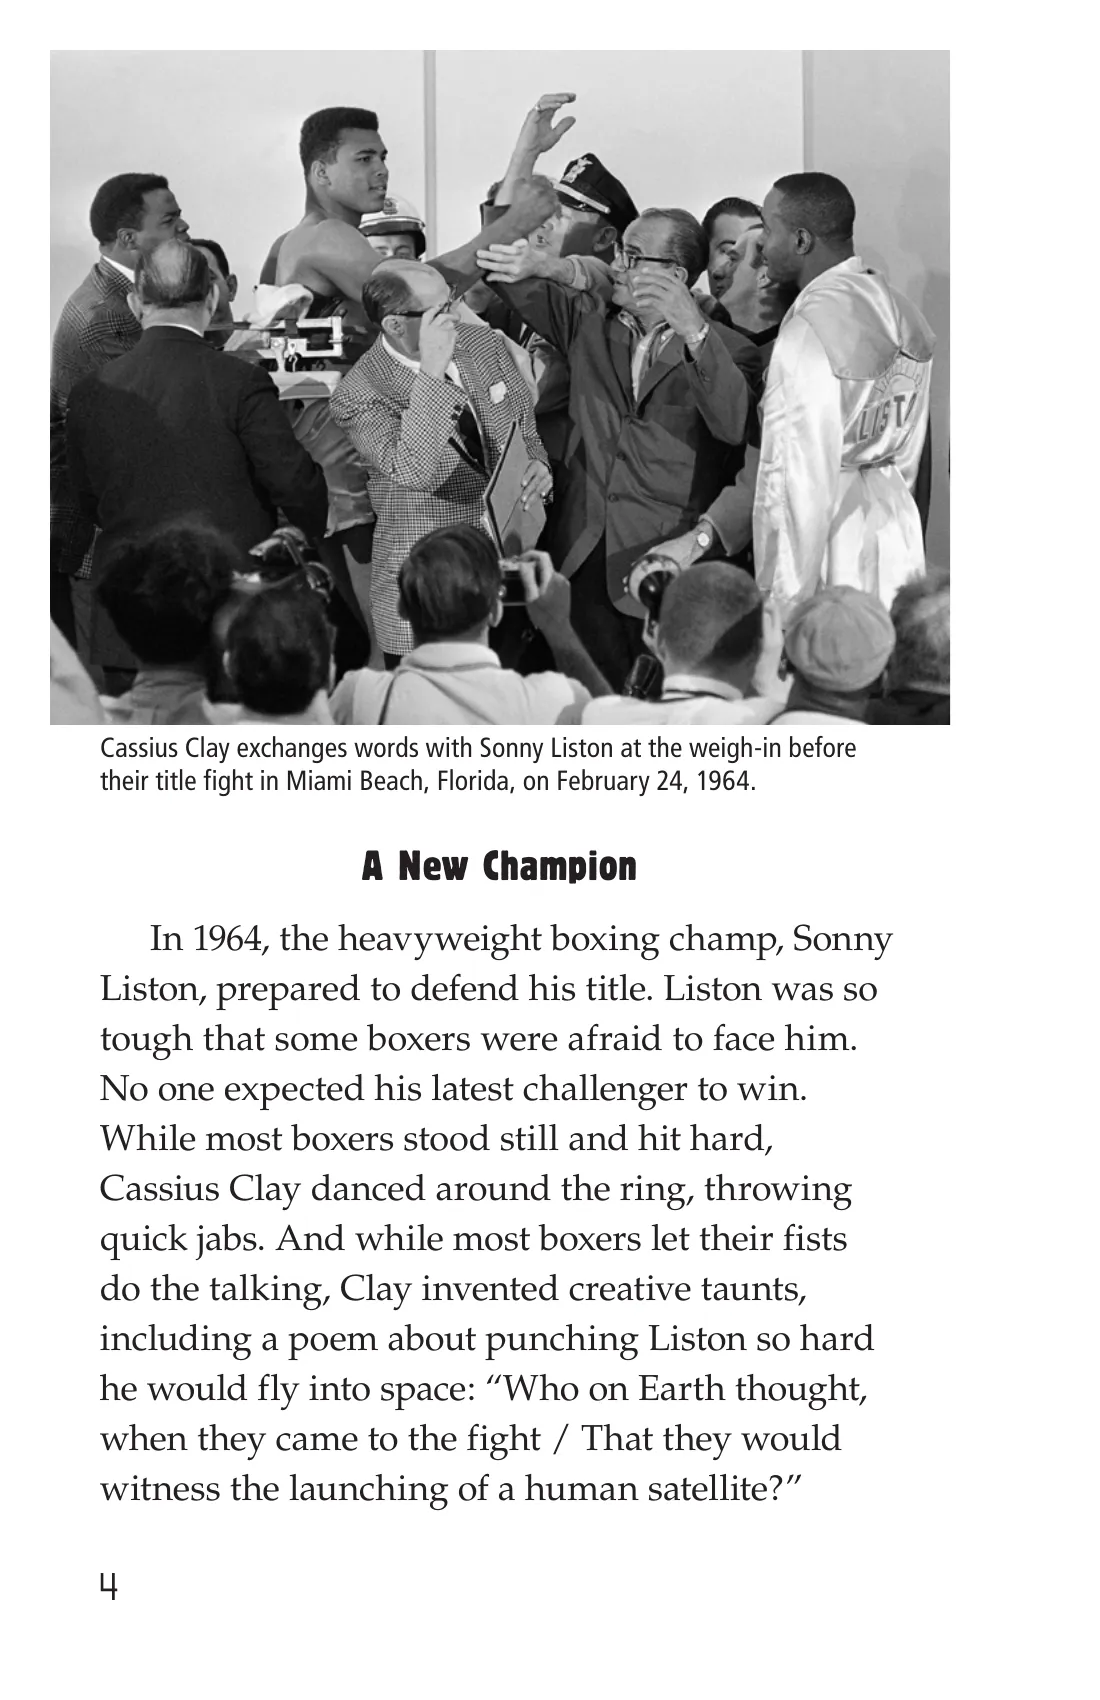 LIST
Cassius Clay exchanges words with Sonny Liston at the weigh-in before
their title fight in Miami Beach, Florida, on February 24, 1964.
A New Champion
In 1964, the heavyweight boxing champ, Sonny
Liston, prepared to defend his title. Liston was so
tough that some boxers were afraid to face him.
No one expected his latest challenger to win.
While most boxers stood still and hit hard,
Cassius Clay danced around the ring, throwing
quick jabs. And while most boxers let their fists
do the talking, Clay invented creative taunts,
including a poem about punching Liston so hard
he would fly into space: “Who on Earth thought,
when they came to the fight / That they would
witness the launching of a human satellite?”
4